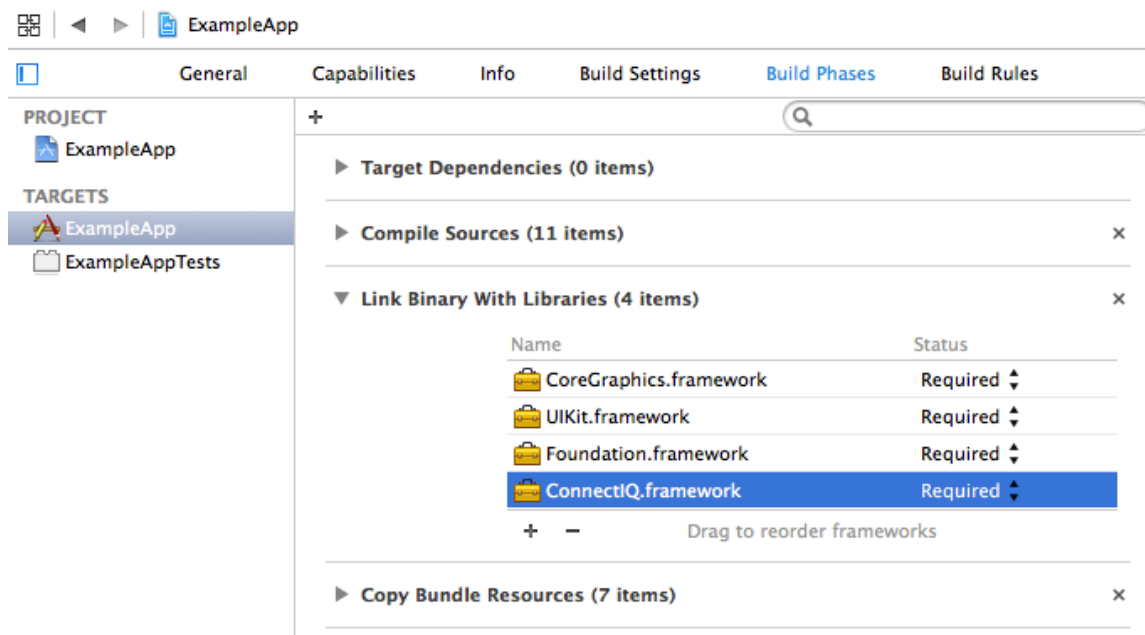 ExampleApp
General Capabilities Info Build Settings Build Phases Build Rules
PROJECT
ExampleApp
TARGETS
ExampleApp
ExampleAppTests
+
Target Dependencies (0 items)
Compile Sources (11 items) ×
Link Binary With Libraries (4 items) ×
Name Status
CoreGraphics.framework Required
UIKit.framework Required
Foundation.framework Required
ConnectIQ.framework Required
+ − Drag to reorder frameworks
Copy Bundle Resources (7 items) ×